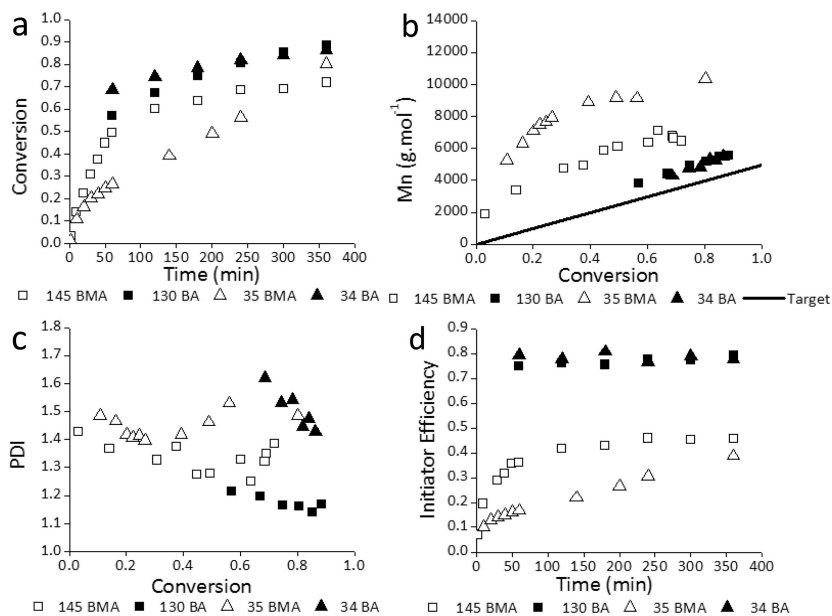 a
1.0
0.9
0.8
0.7
0.6
0.5
0.4
0.3
0.2
0.1
0.0
Conversion
0 50 100 150 200 250 300 350 400
Time (min)
□ 145 BMA ■ 130 BA △ 35 BMA ▲ 34 BA
b
14000
12000
10000
8000
6000
4000
2000
0
Mn (g.mol⁻¹)
0.0 0.2 0.4 0.6 0.8 1.0
Conversion
□ 145 BMA ■ 130 BA △ 35 BMA ▲ 34 BA Target
c
1.8
1.7
1.6
1.5
1.4
1.3
1.2
1.1
1.0
PDI
0.0 0.2 0.4 0.6 0.8 1.0
Conversion
□ 145 BMA ■ 130 BA △ 35 BMA ▲ 34 BA
d
0.9
0.8
0.7
0.6
0.5
0.4
0.3
0.2
0.1
0.0
Initiator Efficiency
0 50 100 150 200 250 300 350 400
Time (min)
□ 145 BMA ■ 130 BA △ 35 BMA ▲ 34 BA